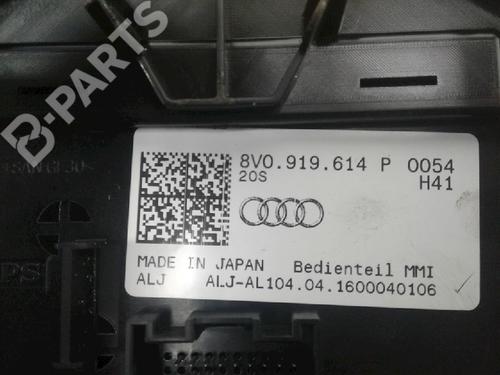 B-PARTS
8V0.919.614 P 0054
20S H41
MADE IN JAPAN Bedienteil MMI
ALJ ALJ-AL104.04.1600040106